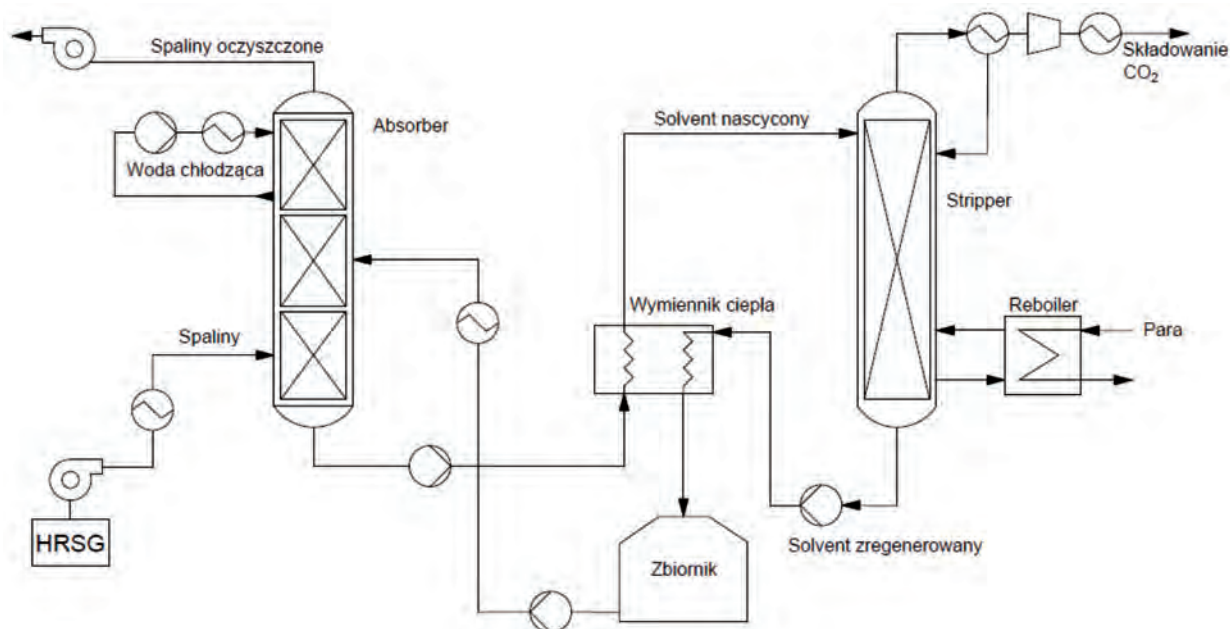 Spaliny oczyszczone
Składowanie
CO₂
Absorber
Solvent nascycony
Woda chłodząca
Stripper
Wymiennik ciepła
Reboiler
Spaliny
Para
HRSG
Zbiornik
Solvent zregenerowany